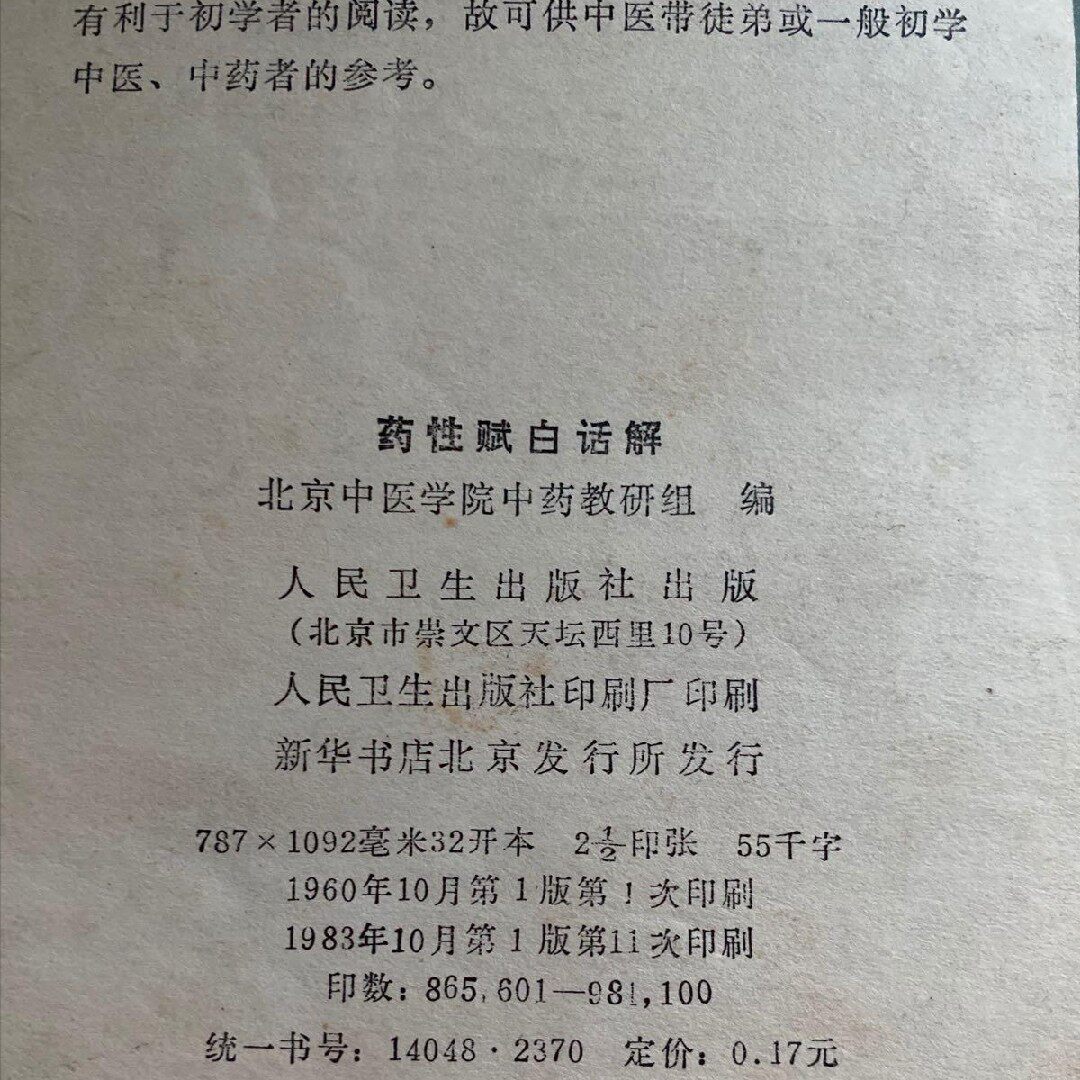 有利于初学者的阅读，故可供中医带徒弟或一般初学
中医、中药者的参考。
药性赋白话解
北京中医学院中药教研组 编
人民卫生出版社出版
（北京市崇文区天坛西里10号）
人民卫生出版社印刷厂印刷
新华书店北京发行所发行
787×1092毫米32开本 2½印张 55千字
1960年10月第1版第1次印刷
1983年10月第1版第11次印刷
印数：865,601—981,100
统一书号：14048·2370 定价：0.17元